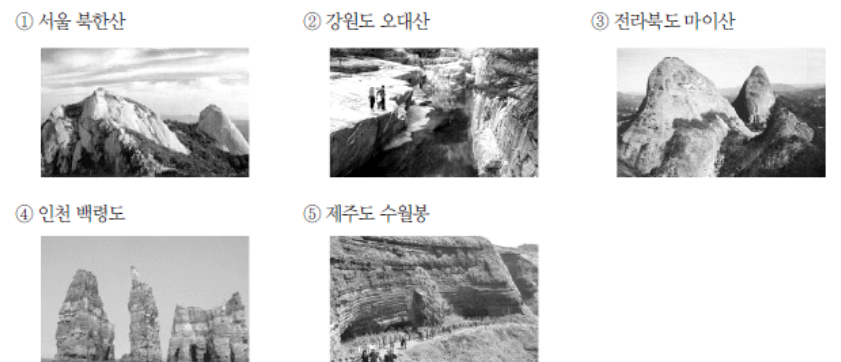 ① 서울 북한산
② 강원도 오대산
③ 전라북도 마이산
④ 인천 백령도
⑤ 제주도 수월봉